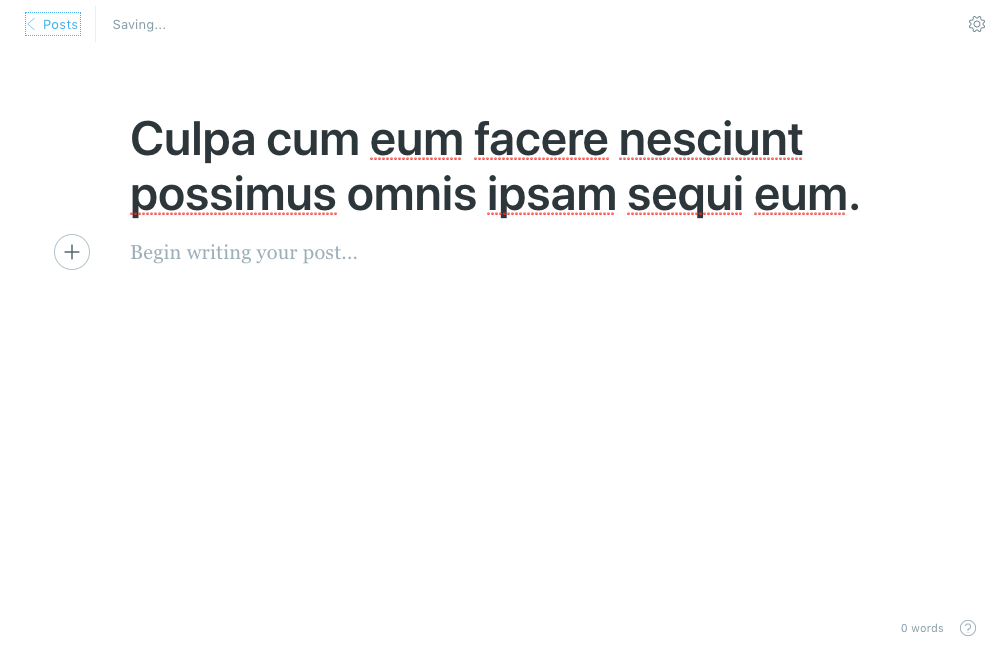 Posts
Saving...
Culpa cum eum facere nesciunt
possimus omnis ipsam sequi eum.
Begin writing your post...
0 words
?